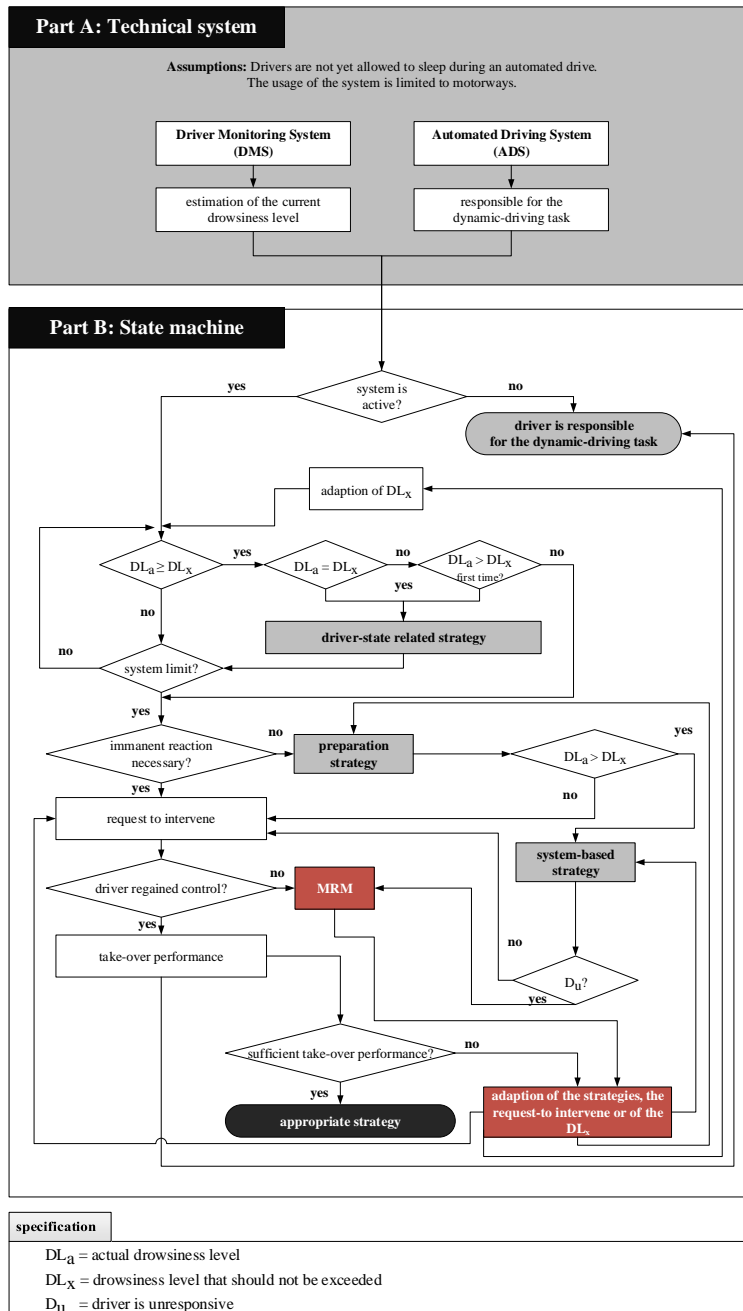 Part A: Technical system
Assumptions: Drivers are not yet allowed to sleep during an automated drive.
The usage of the system is limited to motorways.
Driver Monitoring System
(DMS)
Automated Driving System
(ADS)
estimation of the current
drowsiness level
responsible for the
dynamic-driving task
Part B: State machine
yes
system is
active?
no
driver is responsible
for the dynamic-driving task
adaption of DLx
DLa ≥ DLx
yes
DLa = DLx
no
DLa > DLx
first time?
no
yes
no
driver-state related strategy
no
system limit?
yes
immanent reaction
necessary?
no
preparation
strategy
DLa > DLx
yes
yes
no
request to intervene
system-based
strategy
driver regained control?
no
MRM
yes
no
take-over performance
Du?
yes
sufficient take-over performance?
no
yes
adaption of the strategies, the
request-to intervene or of the
DLx
appropriate strategy
specification
DLa = actual drowsiness level
DLx = drowsiness level that should not be exceeded
Du = driver is unresponsive